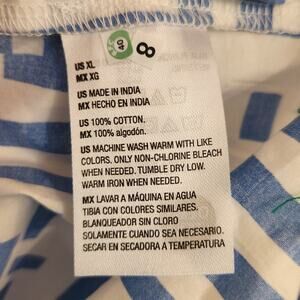 40
8
US XL
MX XG
US MADE IN INDIA
MX HECHO EN INDIA
US 100% COTTON.
MX 100% algodón.
US MACHINE WASH WARM WITH LIKE
COLORS, ONLY NON-CHLORINE BLEACH
WHEN NEEDED. TUMBLE DRY LOW.
WARM IRON WHEN NEEDED.
MX LAVAR A MÁQUINA EN AGUA
TIBIA CON COLORES SIMILARES.
BLANQUEADOR SIN CLORO
SOLAMENTE CUANDO SEA NECESARIO.
SECAR EN SECADORA A TEMPERATURA